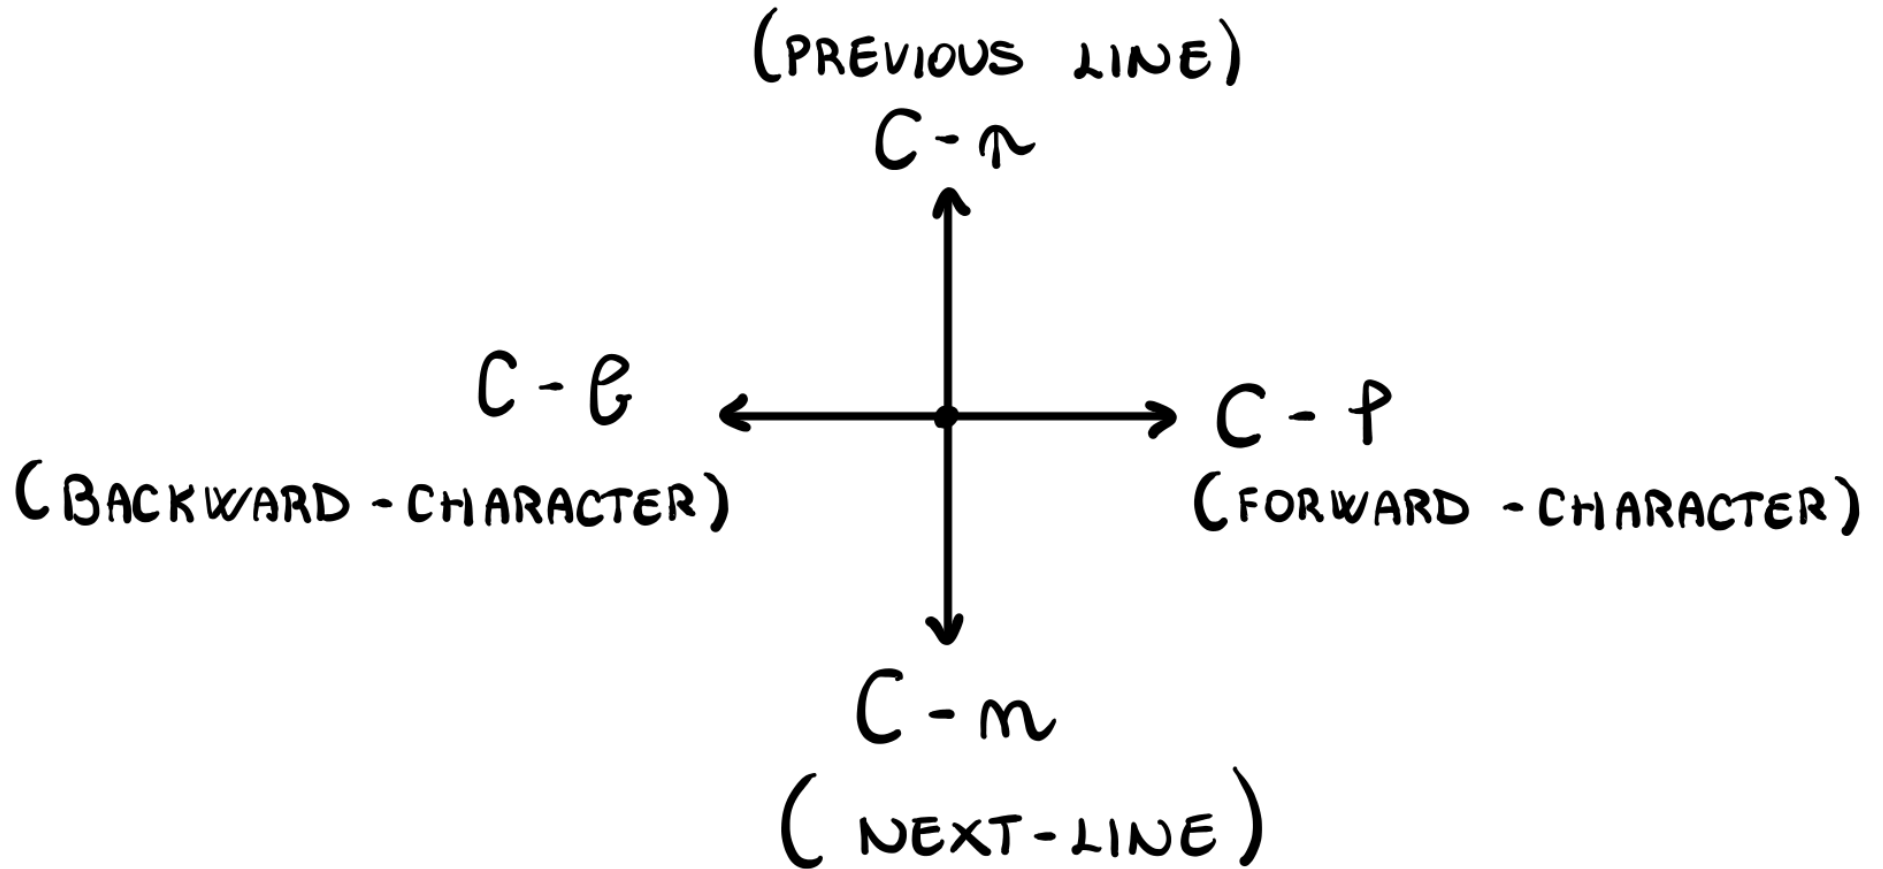 (PREVIOUS LINE)
C-p
C-b
C-f
(BACKWARD-CHARACTER)
(FORWARD-CHARACTER)
C-n
(NEXT-LINE)